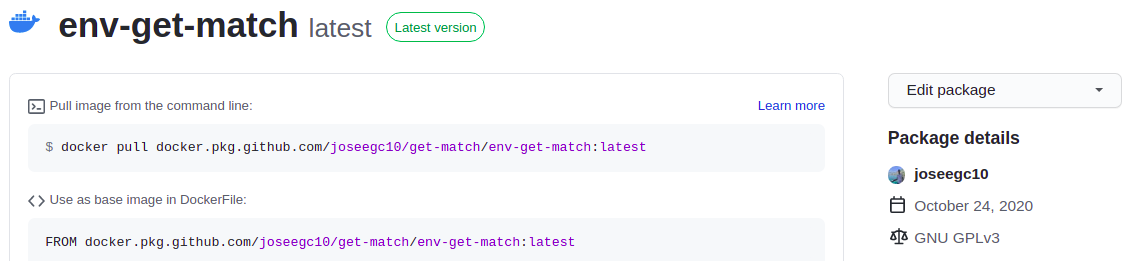 env-get-match latest Latest version
Pull image from the command line: Learn more
$ docker pull docker.pkg.github.com/joseegc10/get-match/env-get-match:latest
Use as base image in DockerFile:
FROM docker.pkg.github.com/joseegc10/get-match/env-get-match:latest
Edit package
Package details
joseegc10
October 24, 2020
GNU GPLv3